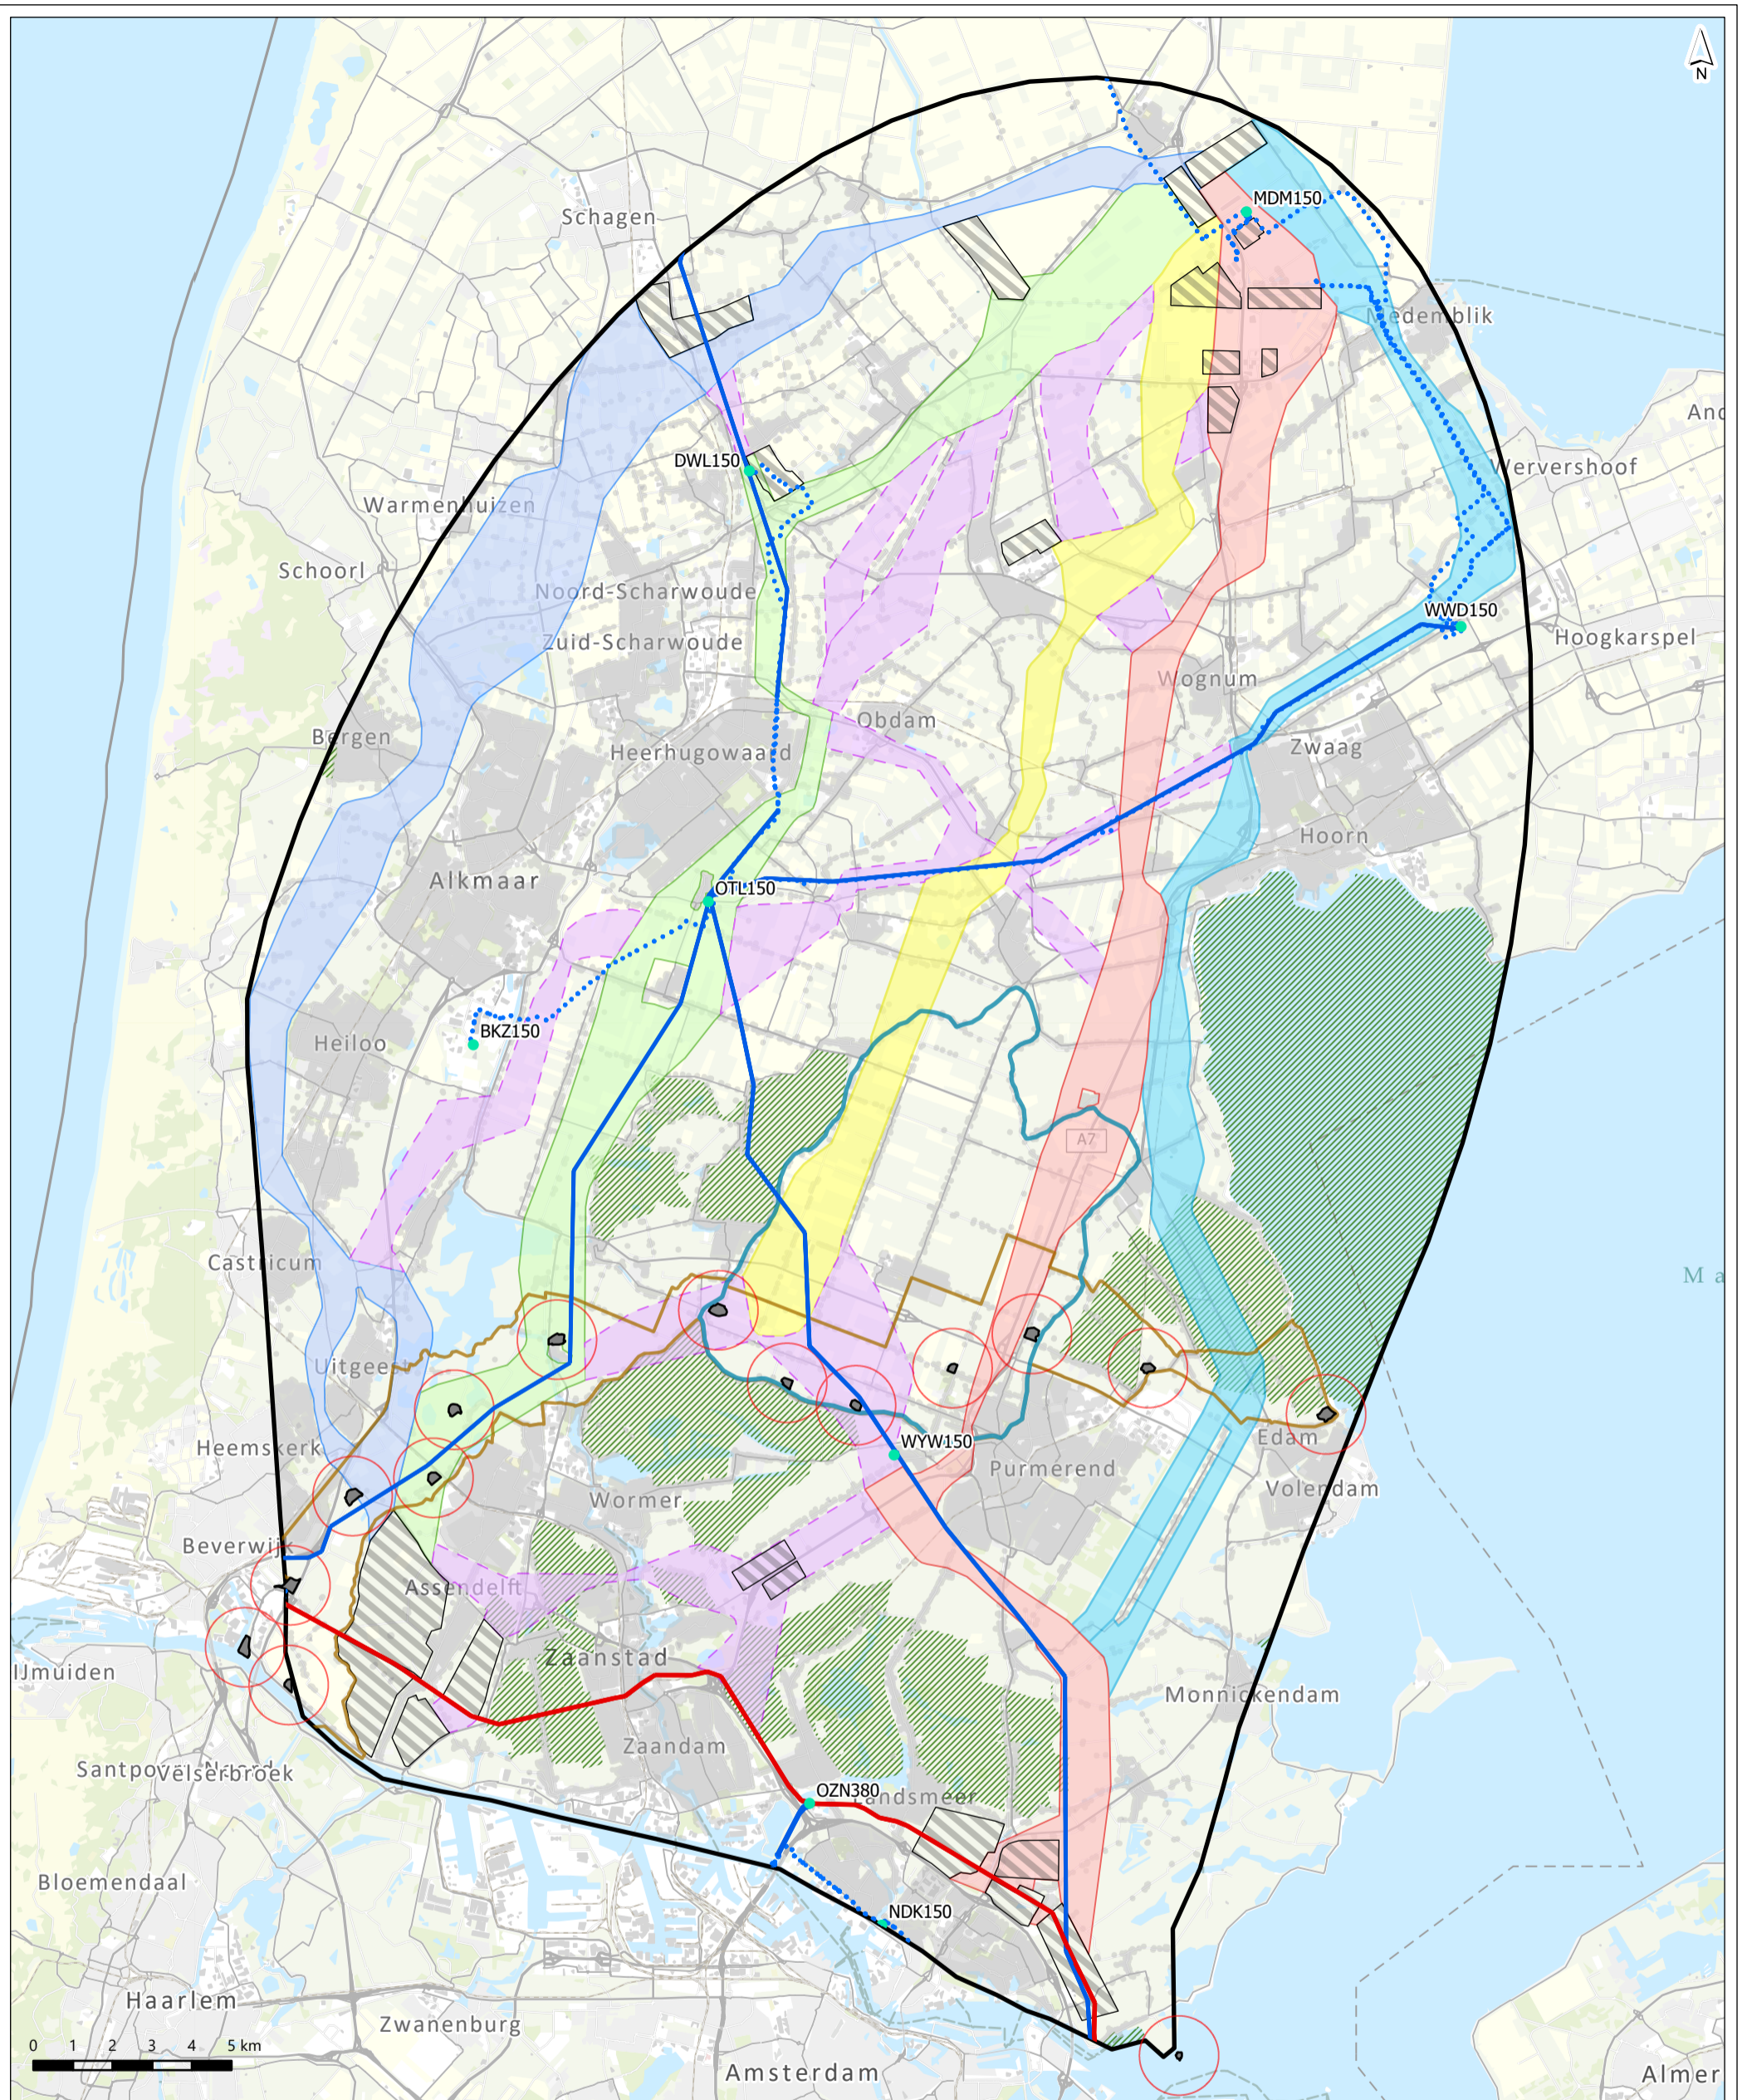 N
Schagen
MDM150
Medemblik
And
DWL150
Wervershoof
Warmenhuizen
Schoorl
Noord-Scharwoude
WWD150
Zuid-Scharwoude
Hoogkarspel
Wognum
Obdam
Bergen
Heerhugowaard
Zwaag
Hoorn
Alkmaar
OTL150
BKZ150
Heiloo
A7
Castricum
Ma
Uitgeest
Heemskerk
WYW150
Edam
Purmerend
Volendam
Wormer
Beverwijk
Assendelft
Zaanstad
IJmuiden
Monnickendam
Zaandam
Velserbroek
OZN380
Landsmeer
Bloemendaal
NDK150
Haarlem
Zwanenburg
0 1 2 3 4 5 km
Amsterdam
Almer